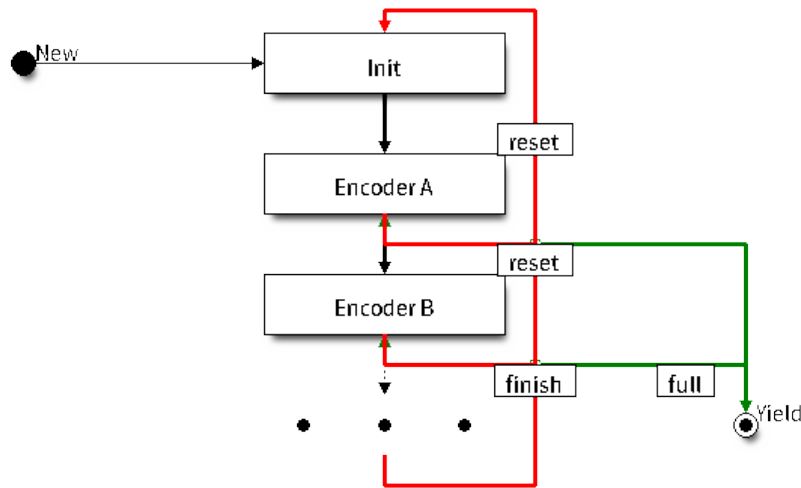 New
Init
reset
Encoder A
reset
Encoder B
finish
full
Yield